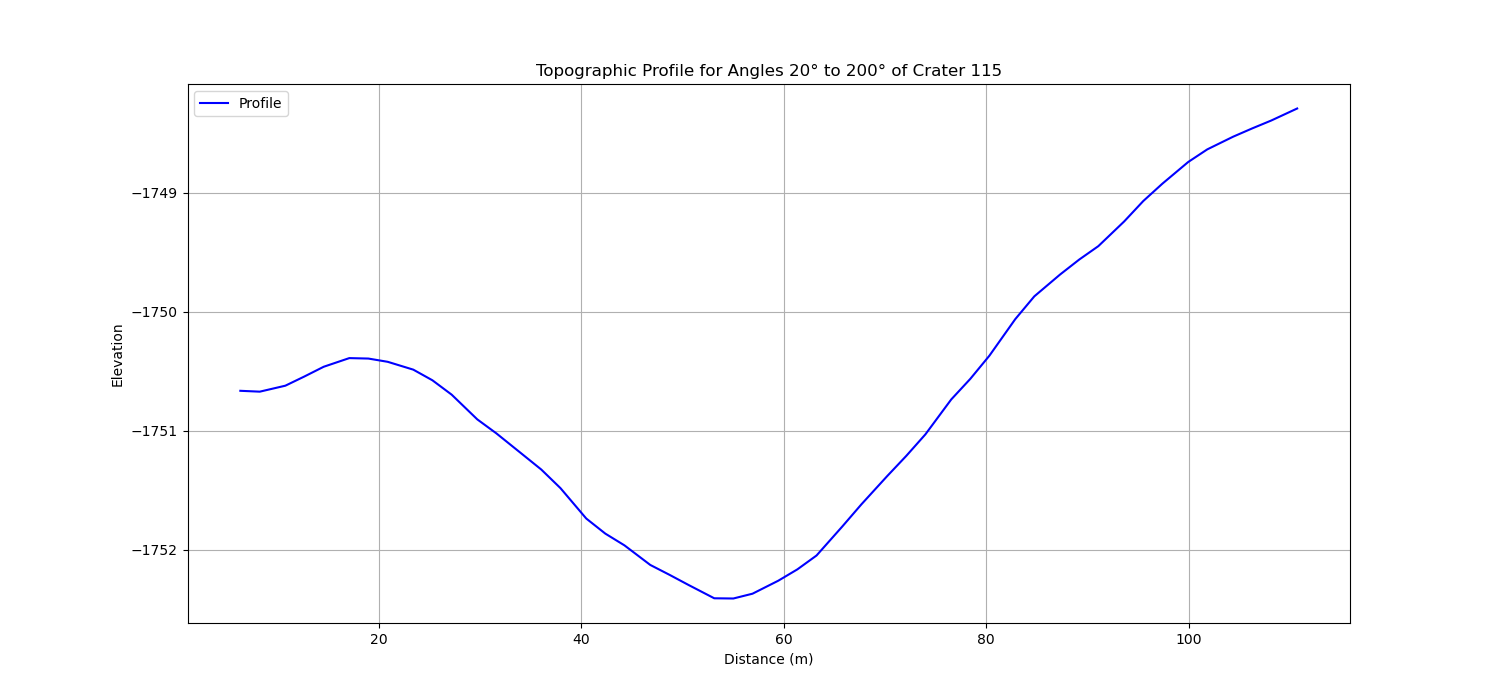 Topographic Profile for Angles 20° to 200° of Crater 115
Profile
−1749
−1750
−1751
−1752
Elevation
20
40
60
80
100
Distance (m)